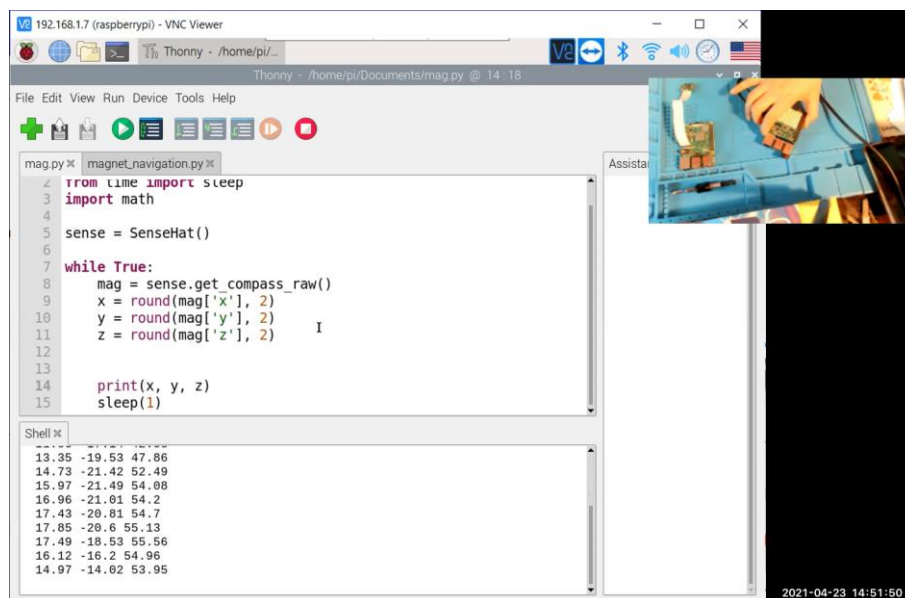 192.168.1.7 (raspberrypi) - VNC Viewer
Thonny - /home/pi/...
Thonny - /home/pi/Documents/mag.py @ 14:18
File Edit View Run Device Tools Help
mag.py
magnet_navigation.py
Assista
2 from time import sleep
3 import math
4
5 sense = SenseHat()
6
7 while True:
8 mag = sense.get_compass_raw()
9 x = round(mag['x'], 2)
10 y = round(mag['y'], 2)
11 z = round(mag['z'], 2)
12
13
14 print(x, y, z)
15 sleep(1)
Shell
13.35 -19.53 47.86
14.73 -21.42 52.49
15.97 -21.49 54.08
16.96 -21.01 54.2
17.43 -20.81 54.7
17.85 -20.6 55.13
17.49 -18.53 55.56
16.12 -16.2 54.96
14.97 -14.02 53.95
2021-04-23 14:51:50